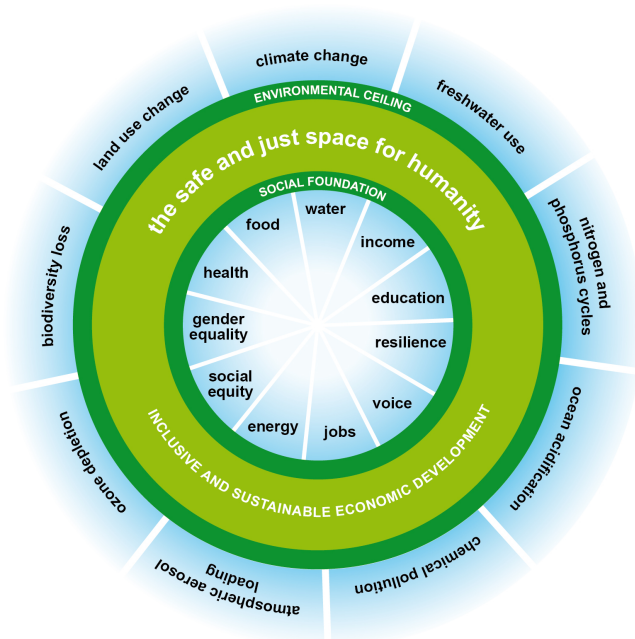 climate change
freshwater use
nitrogen and
phosphorus cycles
ocean acidification
chemical pollution
atmospheric aerosol
loading
ozone depletion
biodiversity loss
land use change
ENVIRONMENTAL CEILING
the safe and just space for humanity
SOCIAL FOUNDATION
water
income
education
resilience
voice
jobs
energy
social
equity
gender
equality
health
food
INCLUSIVE AND SUSTAINABLE ECONOMIC DEVELOPMENT